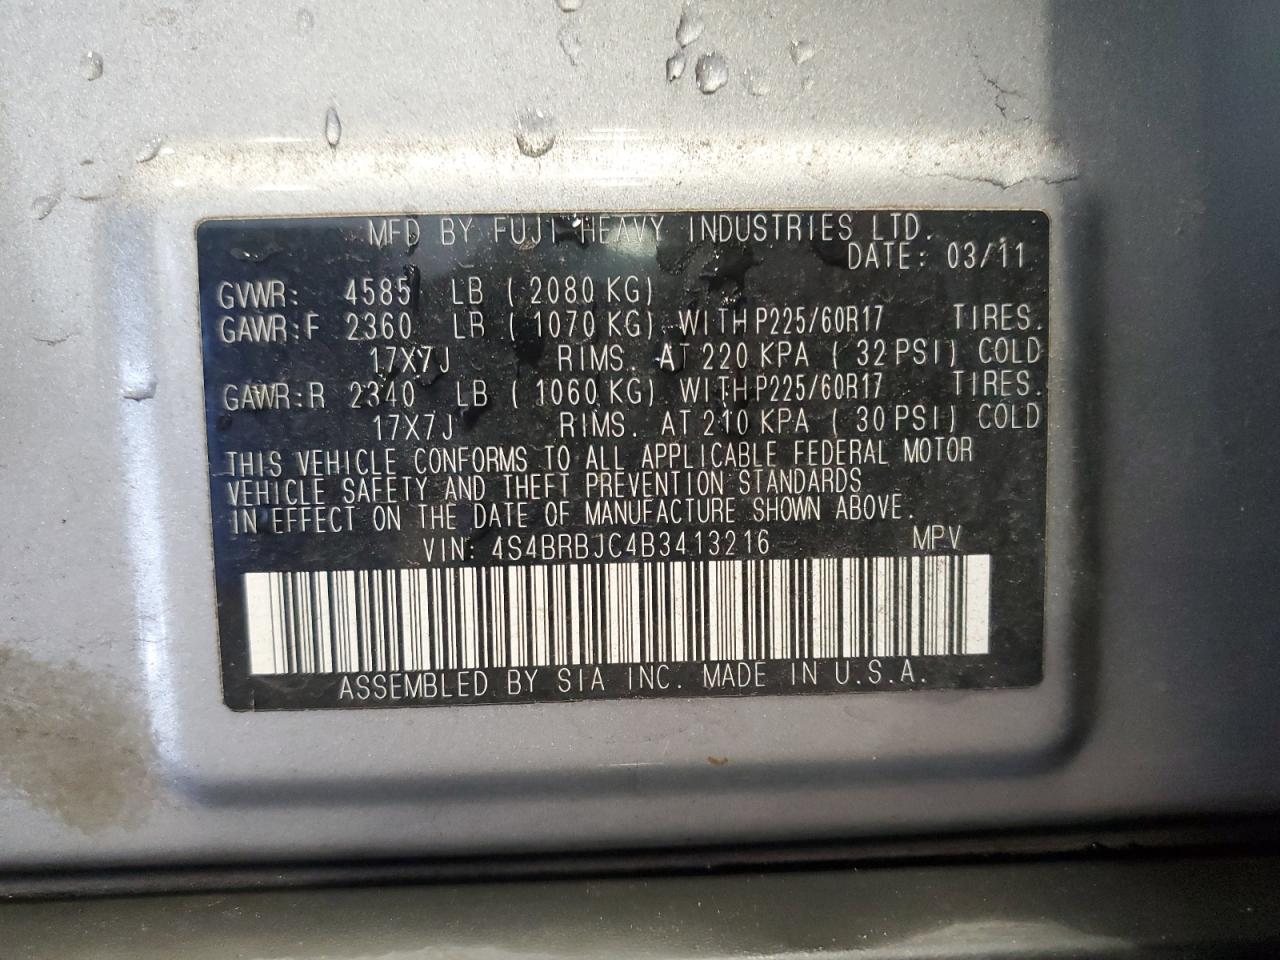 MFD BY FUJI HEAVY INDUSTRIES LTD.
DATE: 03/11
GVWR: 4585 LB ( 2080 KG)
GAWR:F 2360 LB ( 1070 KG) WITH P225/60R17 TIRES.
17X7J RIMS. AT 220 KPA ( 32 PSI) COLD
GAWR:R 2340 LB ( 1060 KG) WITH P225/60R17 TIRES.
17X7J RIMS. AT 210 KPA ( 30 PSI) COLD
THIS VEHICLE CONFORMS TO ALL APPLICABLE FEDERAL MOTOR
VEHICLE SAFETY AND THEFT PREVENTION STANDARDS
IN EFFECT ON THE DATE OF MANUFACTURE SHOWN ABOVE.
VIN: 4S4BRBJC4B3413216 MPV
ASSEMBLED BY SIA INC. MADE IN U.S.A.